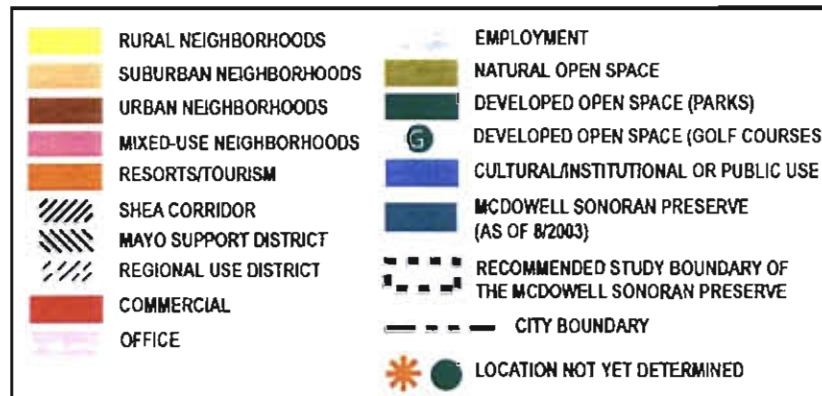 RURAL NEIGHBORHOODS
SUBURBAN NEIGHBORHOODS
URBAN NEIGHBORHOODS
MIXED-USE NEIGHBORHOODS
RESORTS/TOURISM
SHEA CORRIDOR
MAYO SUPPORT DISTRICT
REGIONAL USE DISTRICT
COMMERCIAL
OFFICE
EMPLOYMENT
NATURAL OPEN SPACE
DEVELOPED OPEN SPACE (PARKS)
G DEVELOPED OPEN SPACE (GOLF COURSES
CULTURAL/INSTITUTIONAL OR PUBLIC USE
MCDOWELL SONORAN PRESERVE
(AS OF 8/2003)
RECOMMENDED STUDY BOUNDARY OF
THE MCDOWELL SONORAN PRESERVE
CITY BOUNDARY
LOCATION NOT YET DETERMINED